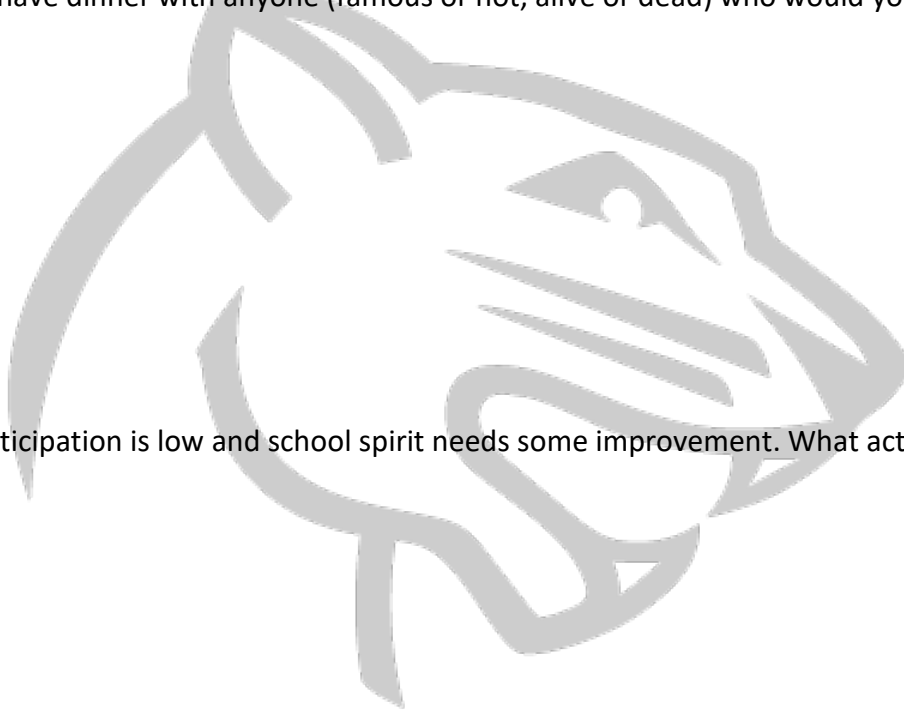 have dinner with anyone (famous or not, alive or dead) who would yo
ticipation is low and school spirit needs some improvement. What act